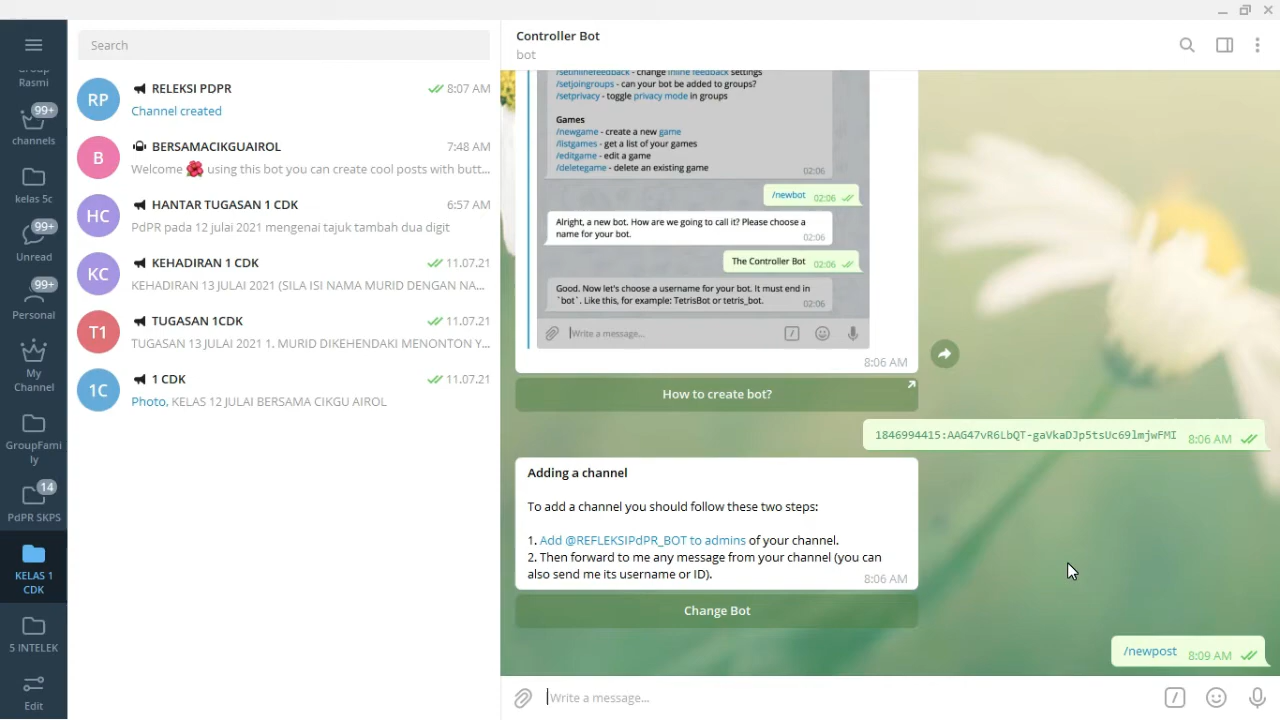 Search
Group
Rasmi
99+
channels
kelas 5c
99+
Unread
99+
Personal
My
Channel
GroupFami
ly
14
PdPR SKPS
KELAS 1
CDK
5 INTELEK
Edit
RP
RELEKSI PDPR
8:07 AM
Channel created
B
BERSAMACIKGUAIROL
7:48 AM
Welcome 🌺 using this bot you can create cool posts with butt...
HC
HANTAR TUGASAN 1 CDK
6:57 AM
PdPR pada 12 julai 2021 mengenai tajuk tambah dua digit
KC
KEHADIRAN 1 CDK
11.07.21
KEHADIRAN 13 JULAI 2021 (SILA ISI NAMA MURID DENGAN NA...
T1
TUGASAN 1CDK
11.07.21
TUGASAN 13 JULAI 2021 1. MURID DIKEHENDAKI MENONTON Y...
1C
1 CDK
11.07.21
Photo, KELAS 12 JULAI BERSAMA CIKGU AIROL
Controller Bot
bot
/setinlinefeedback - change inline feedback settings
/setjoingroups - can your bot be added to groups?
/setprivacy - toggle privacy mode in groups
Games
/newgame - create a new game
/listgames - get a list of your games
/editgame - edit a game
/deletegame - delete an existing game
02:06
/newbot 02:06
Alright, a new bot. How are we going to call it? Please choose a
name for your bot.
02:06
The Controller Bot 02:06
Good. Now let's choose a username for your bot. It must end in
`bot`. Like this, for example: TetrisBot or tetris_bot.
02:06
Write a message...
8:06 AM
How to create bot?
1846994415:AAG47vR6LbQT-gaVkaDJp5tsUc69lmjwFMI 8:06 AM
Adding a channel
To add a channel you should follow these two steps:
1. Add @REFLEKSIPdPR_BOT to admins of your channel.
2. Then forward to me any message from your channel (you can
also send me its username or ID).
8:06 AM
Change Bot
/newpost 8:09 AM
Write a message...